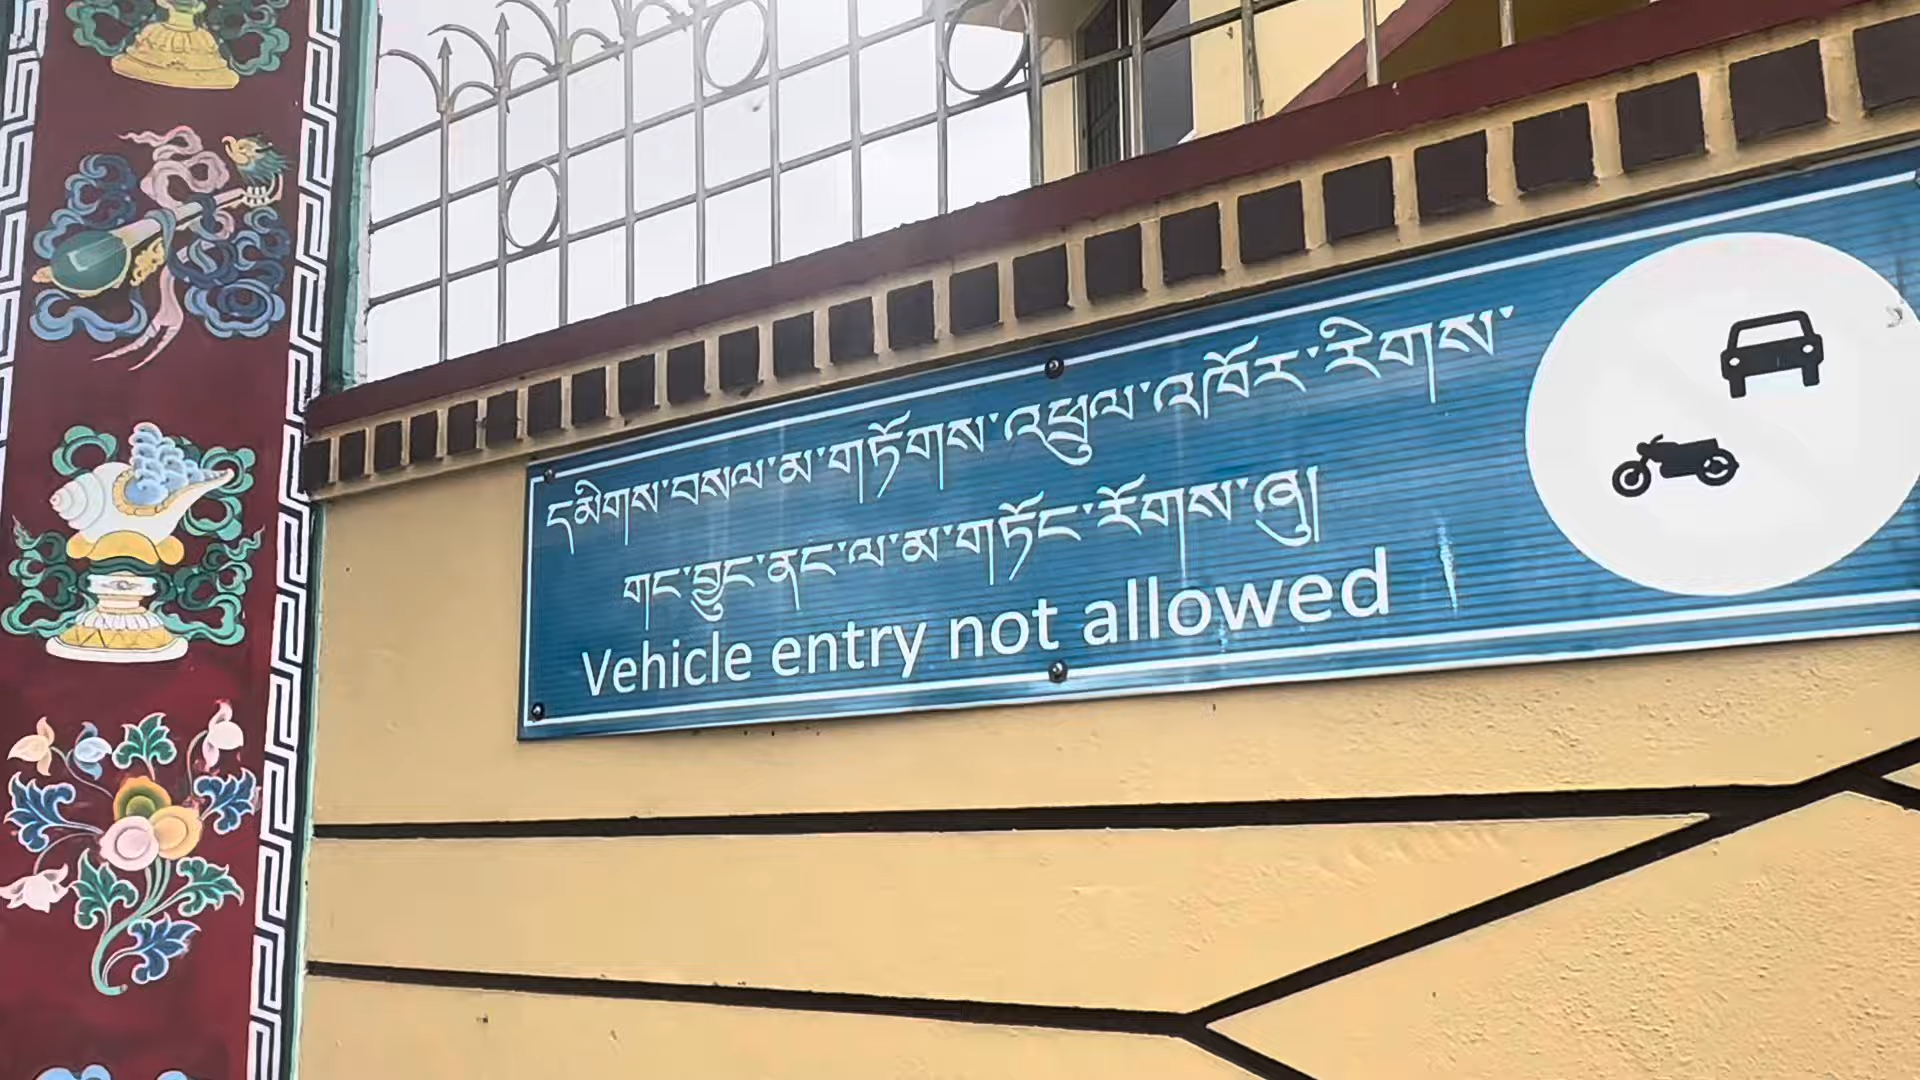 དམིགས་བསལ་མ་གཏོགས་འཕྲུལ་འཁོར་རིགས་
གང་བྱུང་ནང་ལ་མ་གཏོང་རོགས་ཞུ།
Vehicle entry not allowed